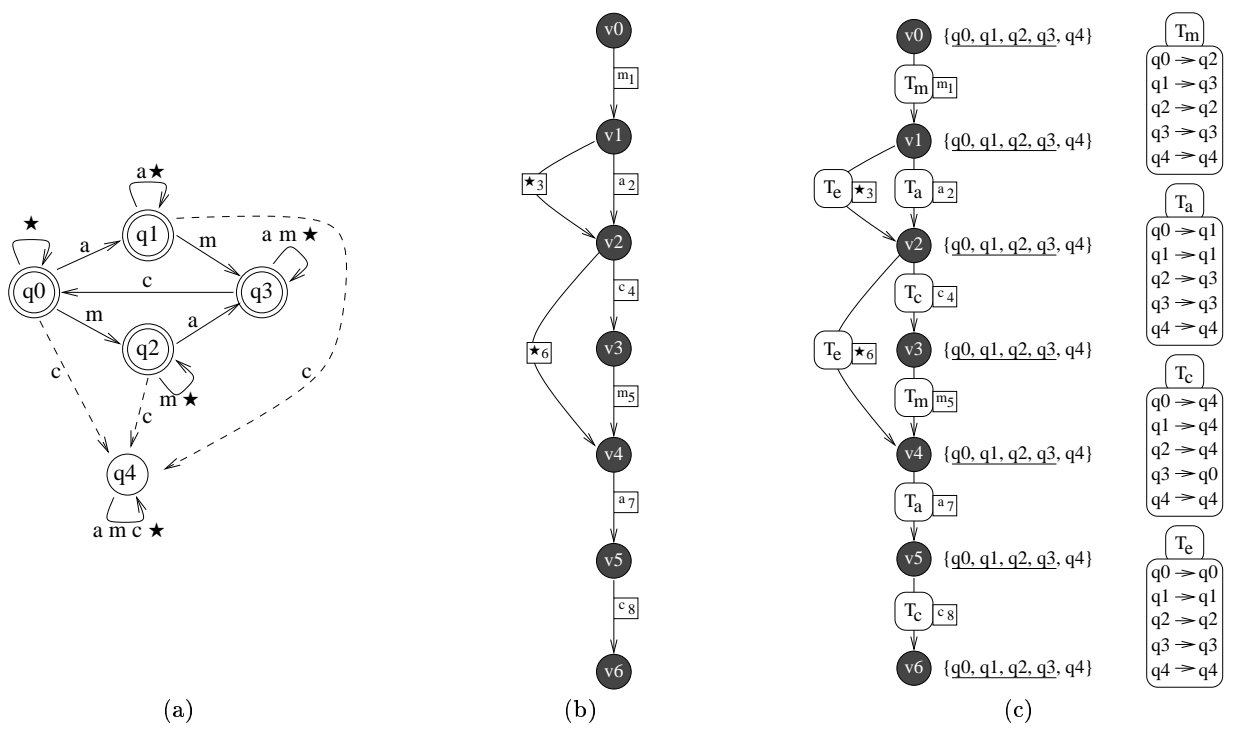 a★
★
a
q1
m
a m ★
q0
c
q3
m
a
q2
c
c
m ★
c
q4
a m c ★
(a)
v0
m1
v1
★3
a2
v2
c4
★6
v3
m5
v4
a7
v5
c8
v6
(b)
v0 {q0, q1, q2, q3, q4}
Tm m1
v1 {q0, q1, q2, q3, q4}
Te ★3 Ta a2
v2 {q0, q1, q2, q3, q4}
Tc c4
Te ★6 v3 {q0, q1, q2, q3, q4}
Tm m5
v4 {q0, q1, q2, q3, q4}
Ta a7
v5 {q0, q1, q2, q3, q4}
Tc c8
v6 {q0, q1, q2, q3, q4}
Tm
q0 → q2
q1 → q3
q2 → q2
q3 → q3
q4 → q4
Ta
q0 → q1
q1 → q1
q2 → q3
q3 → q3
q4 → q4
Tc
q0 → q4
q1 → q4
q2 → q4
q3 → q0
q4 → q4
Te
q0 → q0
q1 → q1
q2 → q2
q3 → q3
q4 → q4
(c)